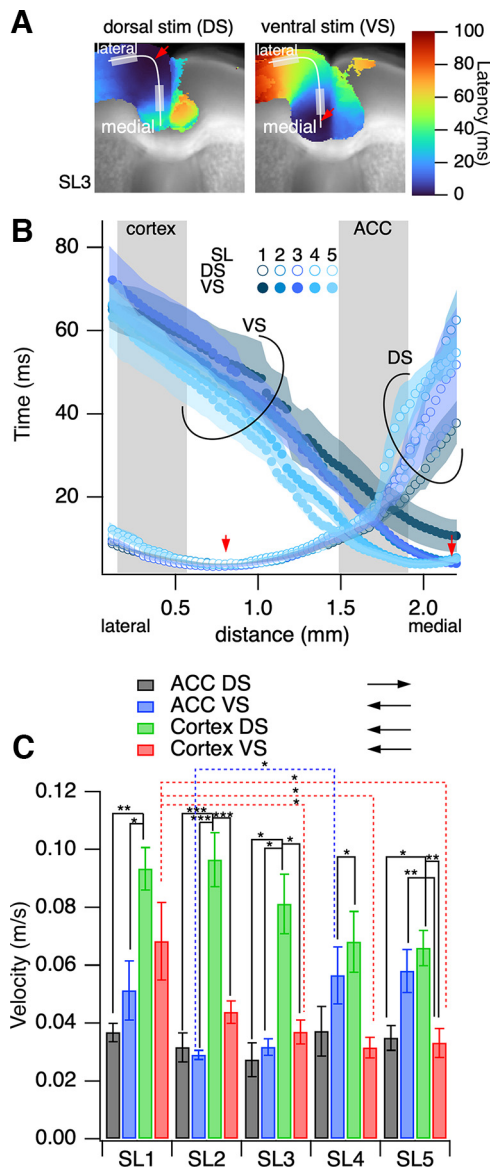 A
dorsal stim (DS)
ventral stim (VS)
lateral
medial
lateral
medial
SL3
100
80
60
40
20
0
Latency (ms)
B
cortex
ACC
SL 1 2 3 4 5
DS
VS
VS
DS
80
60
40
20
Time (ms)
0.5 1.0 1.5 2.0
lateral
distance (mm)
medial
ACC DS
ACC VS
Cortex DS
Cortex VS
C
* 
*
*
*
** * *** *** *** * * * * * ** **
0.12
0.10
0.08
0.06
0.04
0.02
0.00
Velocity (m/s)
SL1 SL2 SL3 SL4 SL5